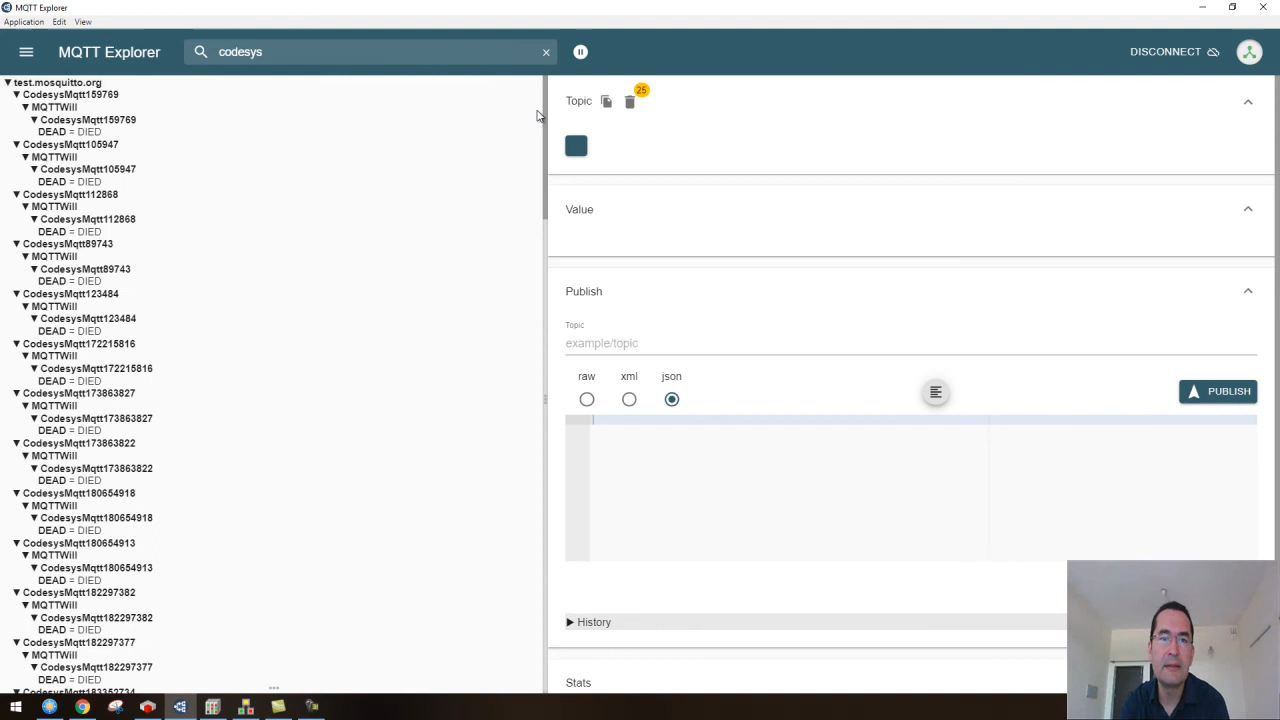 MQTT Explorer
Application Edit View
MQTT Explorer
codesys
DISCONNECT
test.mosquitto.org
CodesysMqtt159769
MQTTWill
CodesysMqtt159769
DEAD = DIED
CodesysMqtt105947
MQTTWill
CodesysMqtt105947
DEAD = DIED
CodesysMqtt112868
MQTTWill
CodesysMqtt112868
DEAD = DIED
CodesysMqtt89743
MQTTWill
CodesysMqtt89743
DEAD = DIED
CodesysMqtt123484
MQTTWill
CodesysMqtt123484
DEAD = DIED
CodesysMqtt172215816
MQTTWill
CodesysMqtt172215816
DEAD = DIED
CodesysMqtt173863827
MQTTWill
CodesysMqtt173863827
DEAD = DIED
CodesysMqtt173863822
MQTTWill
CodesysMqtt173863822
DEAD = DIED
CodesysMqtt180654918
MQTTWill
CodesysMqtt180654918
DEAD = DIED
CodesysMqtt180654913
MQTTWill
CodesysMqtt180654913
DEAD = DIED
CodesysMqtt182297382
MQTTWill
CodesysMqtt182297382
DEAD = DIED
CodesysMqtt182297377
MQTTWill
CodesysMqtt182297377
DEAD = DIED
CodesysMqtt183352734
Topic 25
Value
Publish
Topic
example/topic
raw xml json
PUBLISH
History
Stats